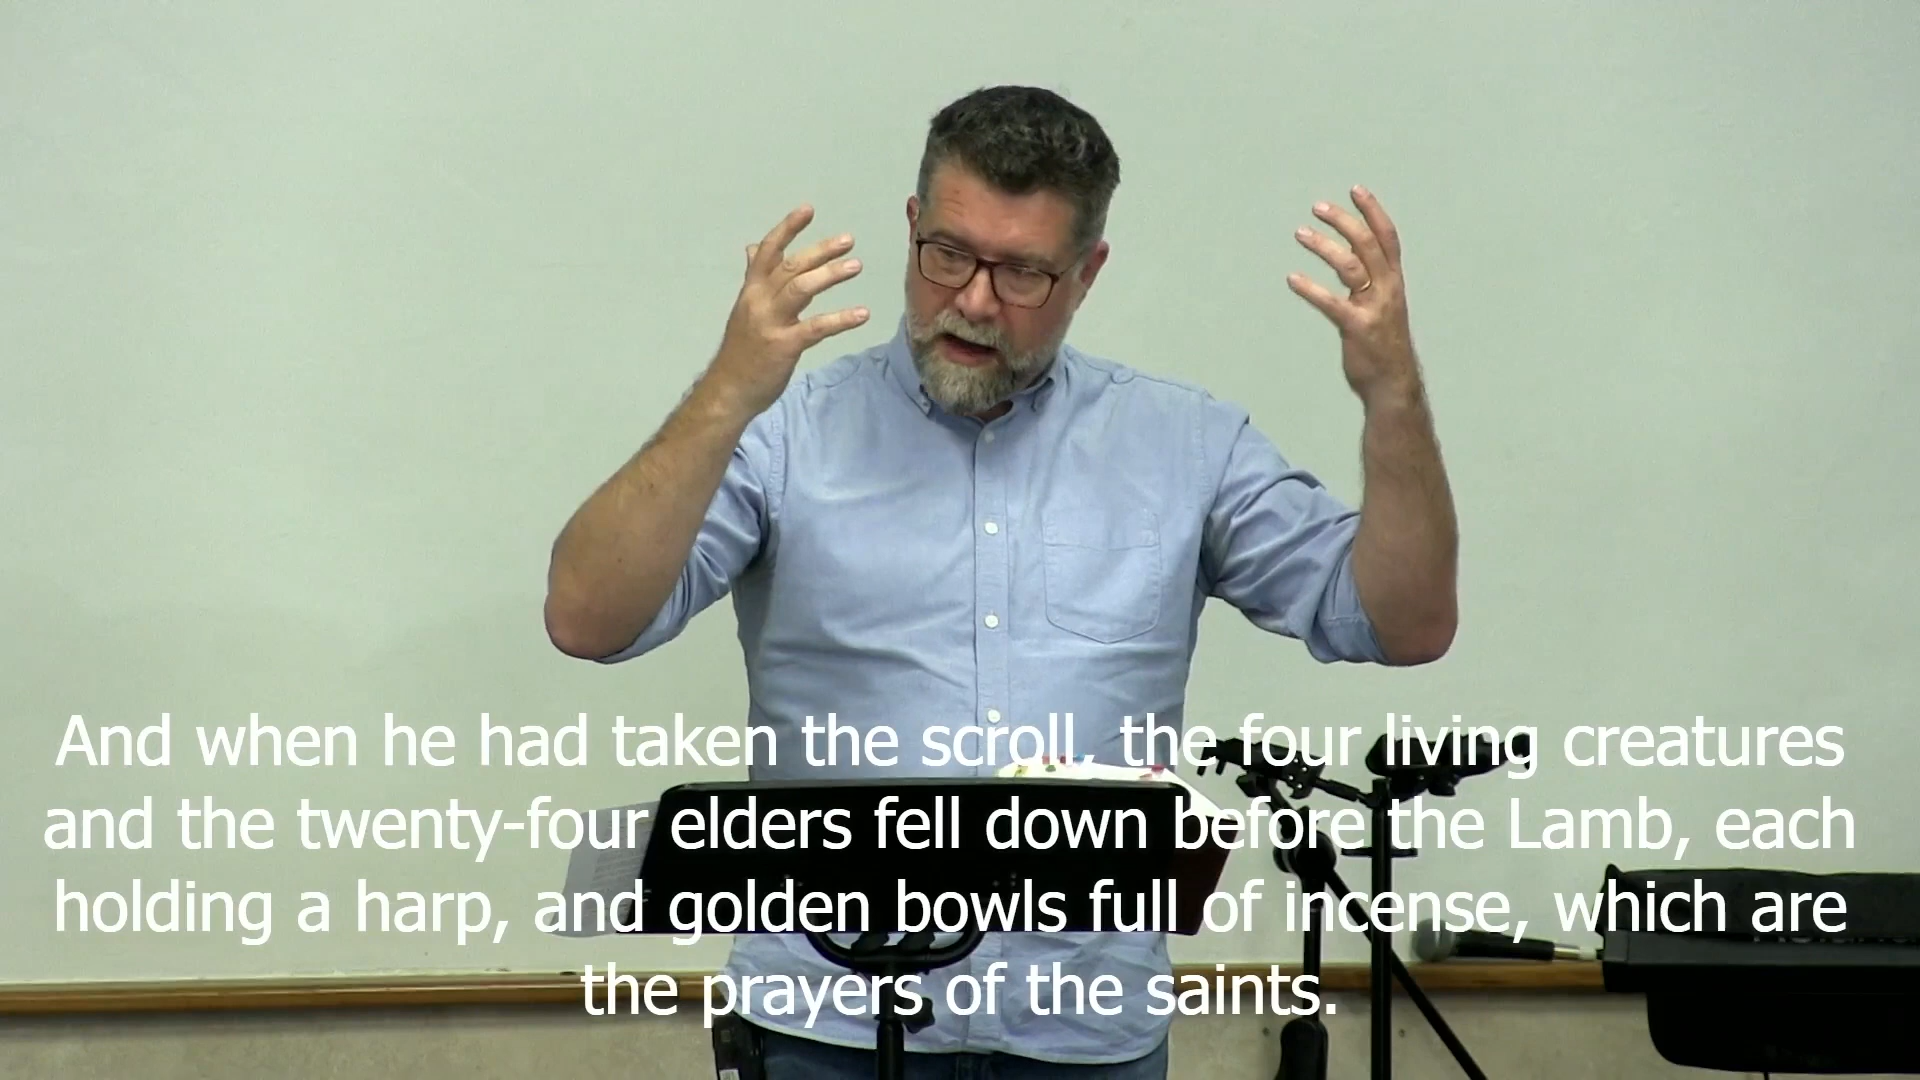 And when he had taken the scroll, the four living creatures
and the twenty-four elders fell down before the Lamb, each
holding a harp, and golden bowls full of incense, which are
the prayers of the saints.